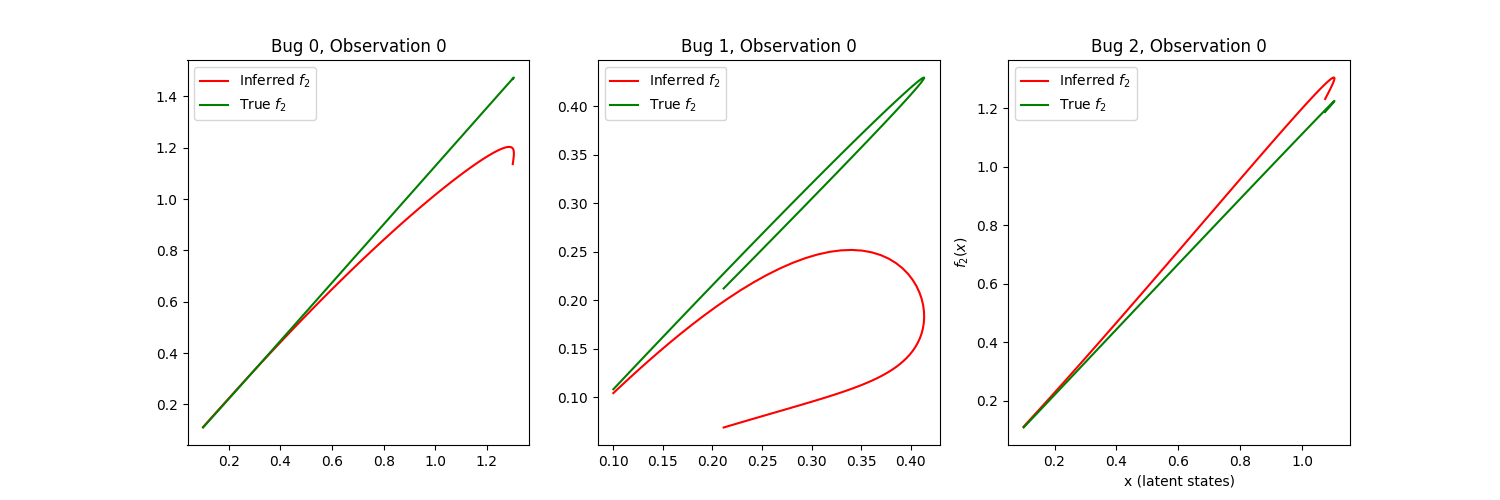 Bug 0, Observation 0
Inferred f₂
True f₂
1.4
1.2
1.0
0.8
0.6
0.4
0.2
0.2 0.4 0.6 0.8 1.0 1.2
Bug 1, Observation 0
Inferred f₂
True f₂
0.40
0.35
0.30
0.25
0.20
0.15
0.10
0.10 0.15 0.20 0.25 0.30 0.35 0.40
Bug 2, Observation 0
Inferred f₂
True f₂
f₂(x)
1.2
1.0
0.8
0.6
0.4
0.2
0.2 0.4 0.6 0.8 1.0
x (latent states)